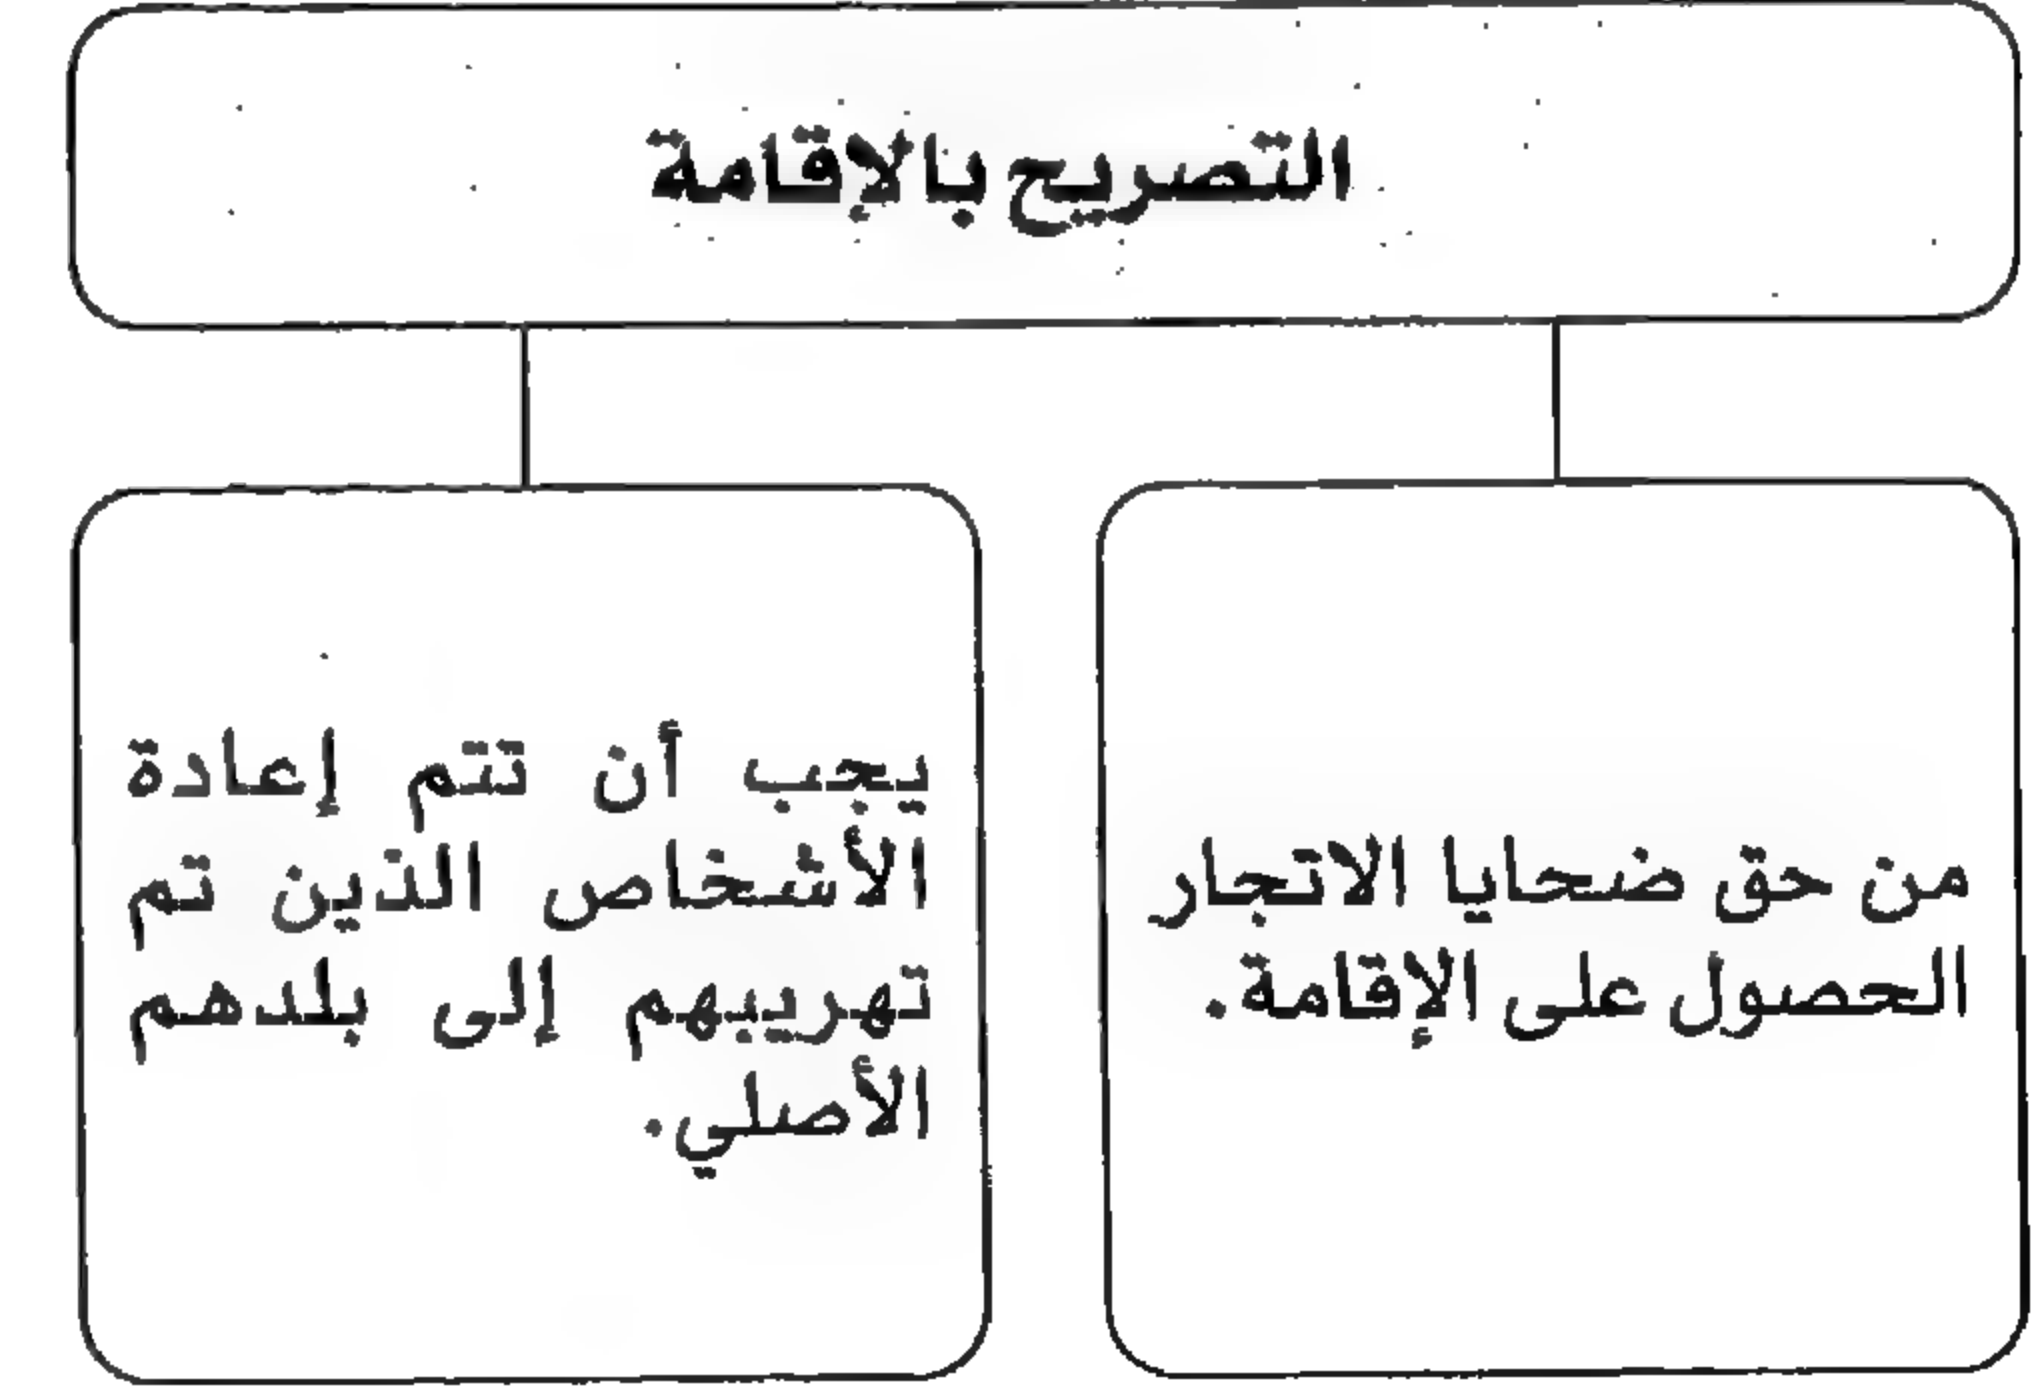 التصريح بالإقامة
من حق ضحايا الاتجار
الحصول على الإقامة.
يجب أن تتم إعادة
الأشخاص الذين تم
تهريبهم إلى بلدهم
الأصلي.